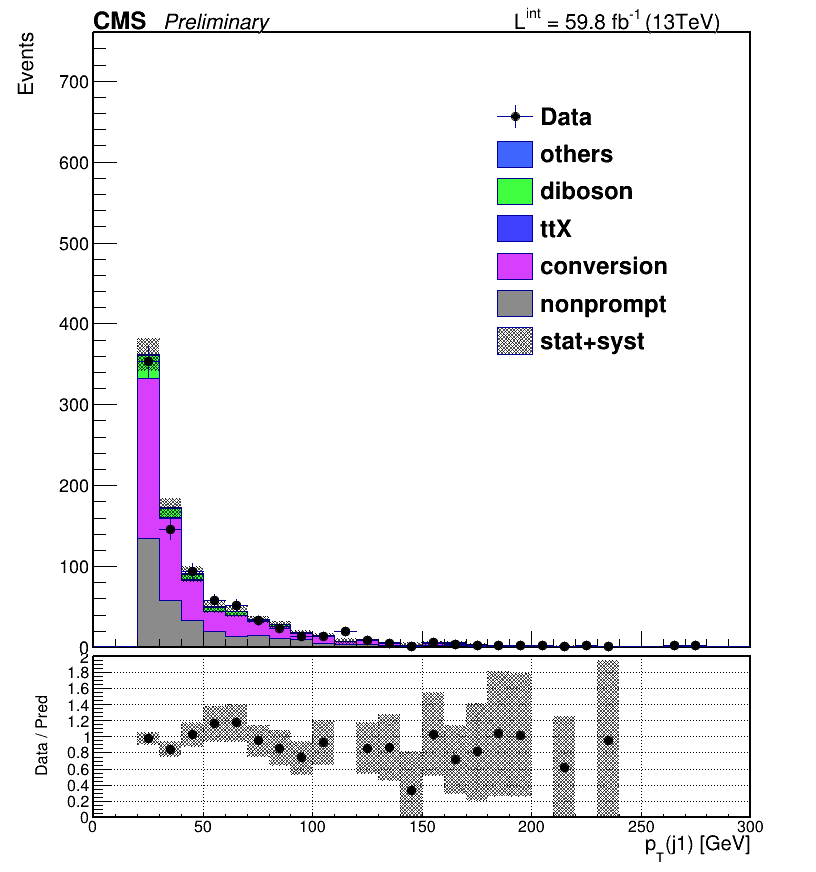 CMS Preliminary L^int = 59.8 fb^-1 (13TeV)
Events
700
600
500
400
300
200
100
0
Data
others
diboson
ttX
conversion
nonprompt
stat+syst
Data / Pred
2
1.8
1.6
1.4
1.2
1
0.8
0.6
0.4
0.2
0
0 50 100 150 200 250 300
p_T(j1) [GeV]